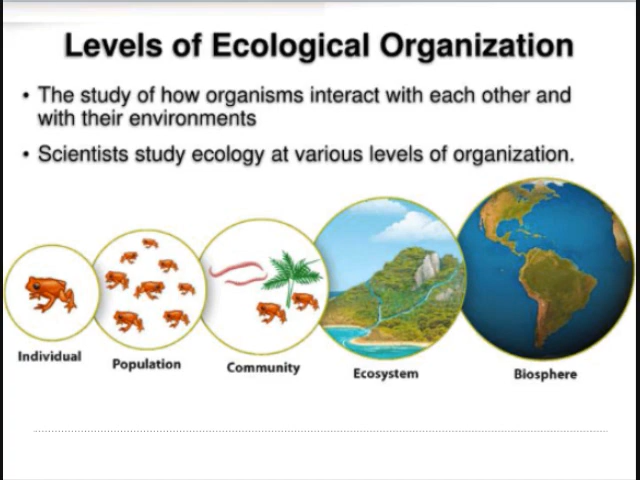 Levels of Ecological Organization
• The study of how organisms interact with each other and
with their environments
• Scientists study ecology at various levels of organization.
Individual
Population
Community
Ecosystem
Biosphere